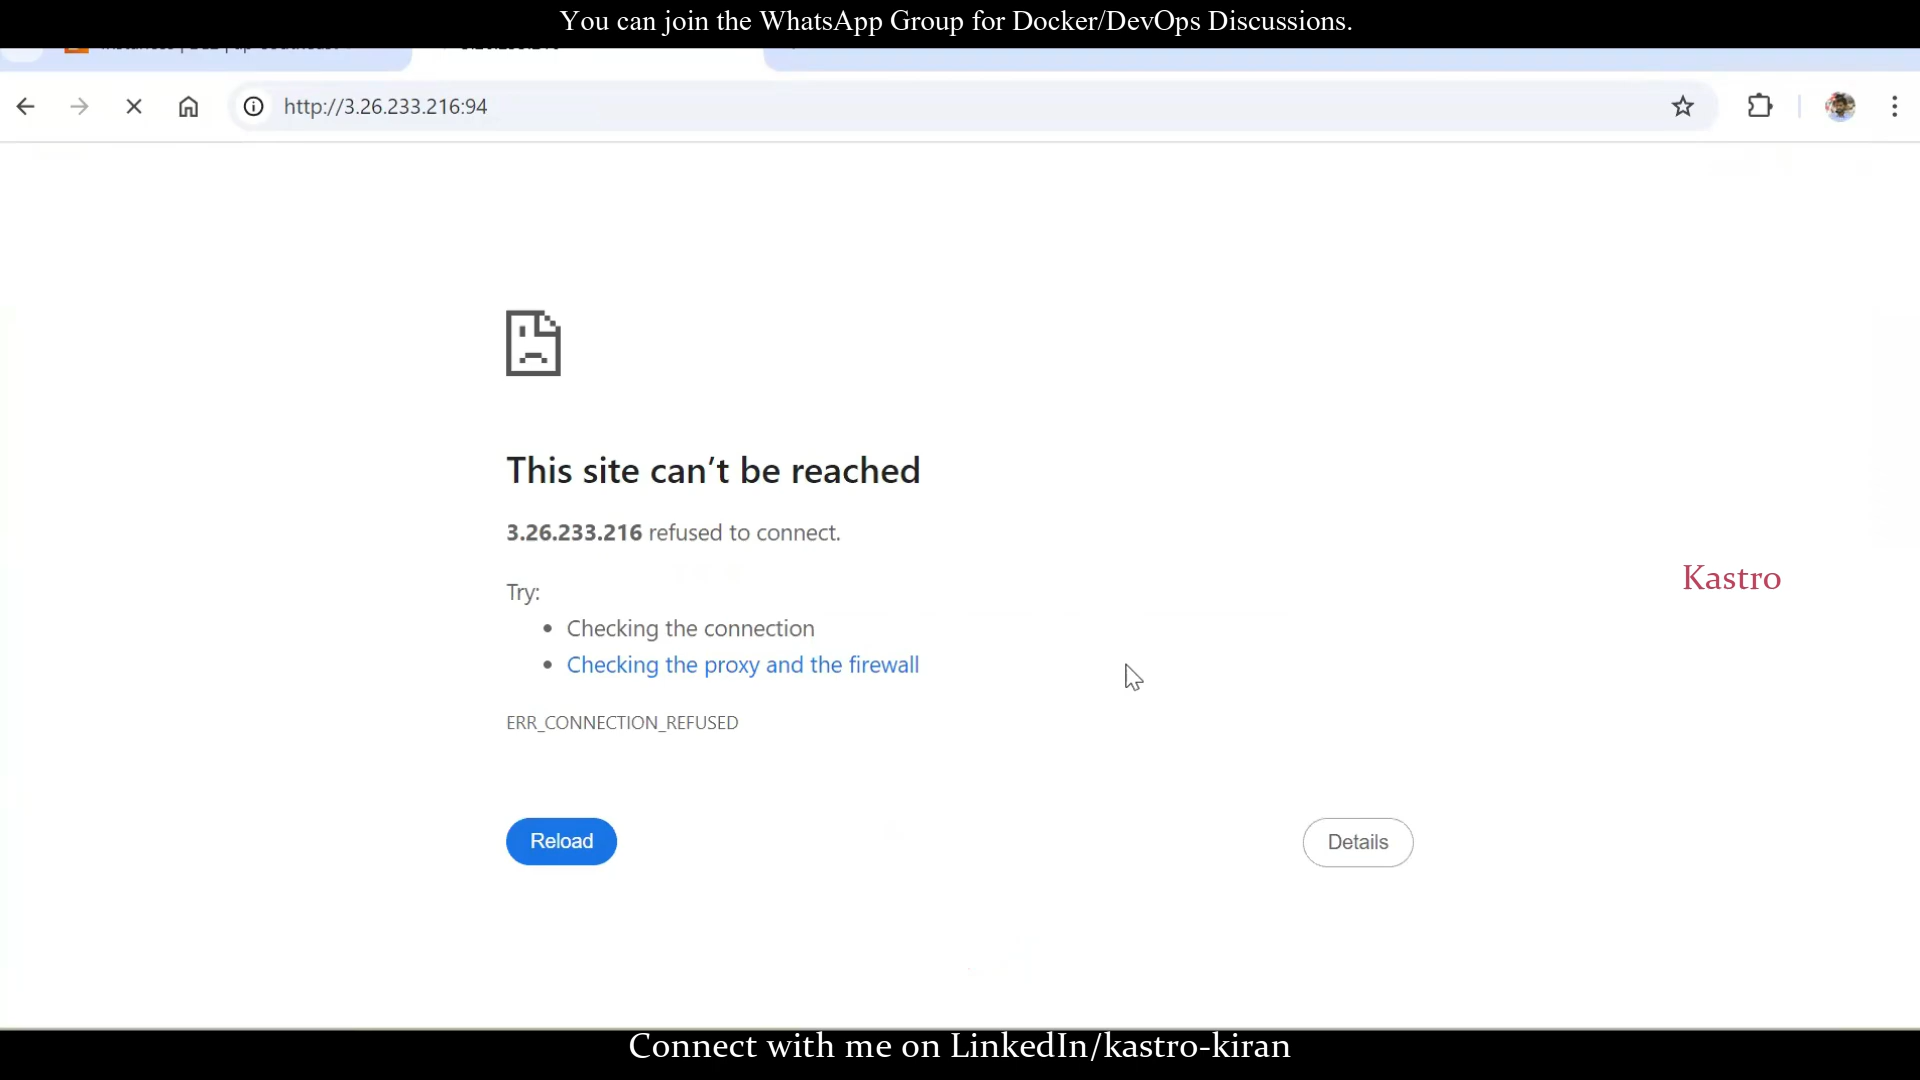 You can join the WhatsApp Group for Docker/DevOps Discussions.
http://3.26.233.216:94
This site can't be reached
3.26.233.216 refused to connect.
Kastro
Try:
Checking the connection
Checking the proxy and the firewall
ERR_CONNECTION_REFUSED
Reload
Details
Connect with me on LinkedIn/kastro-kiran